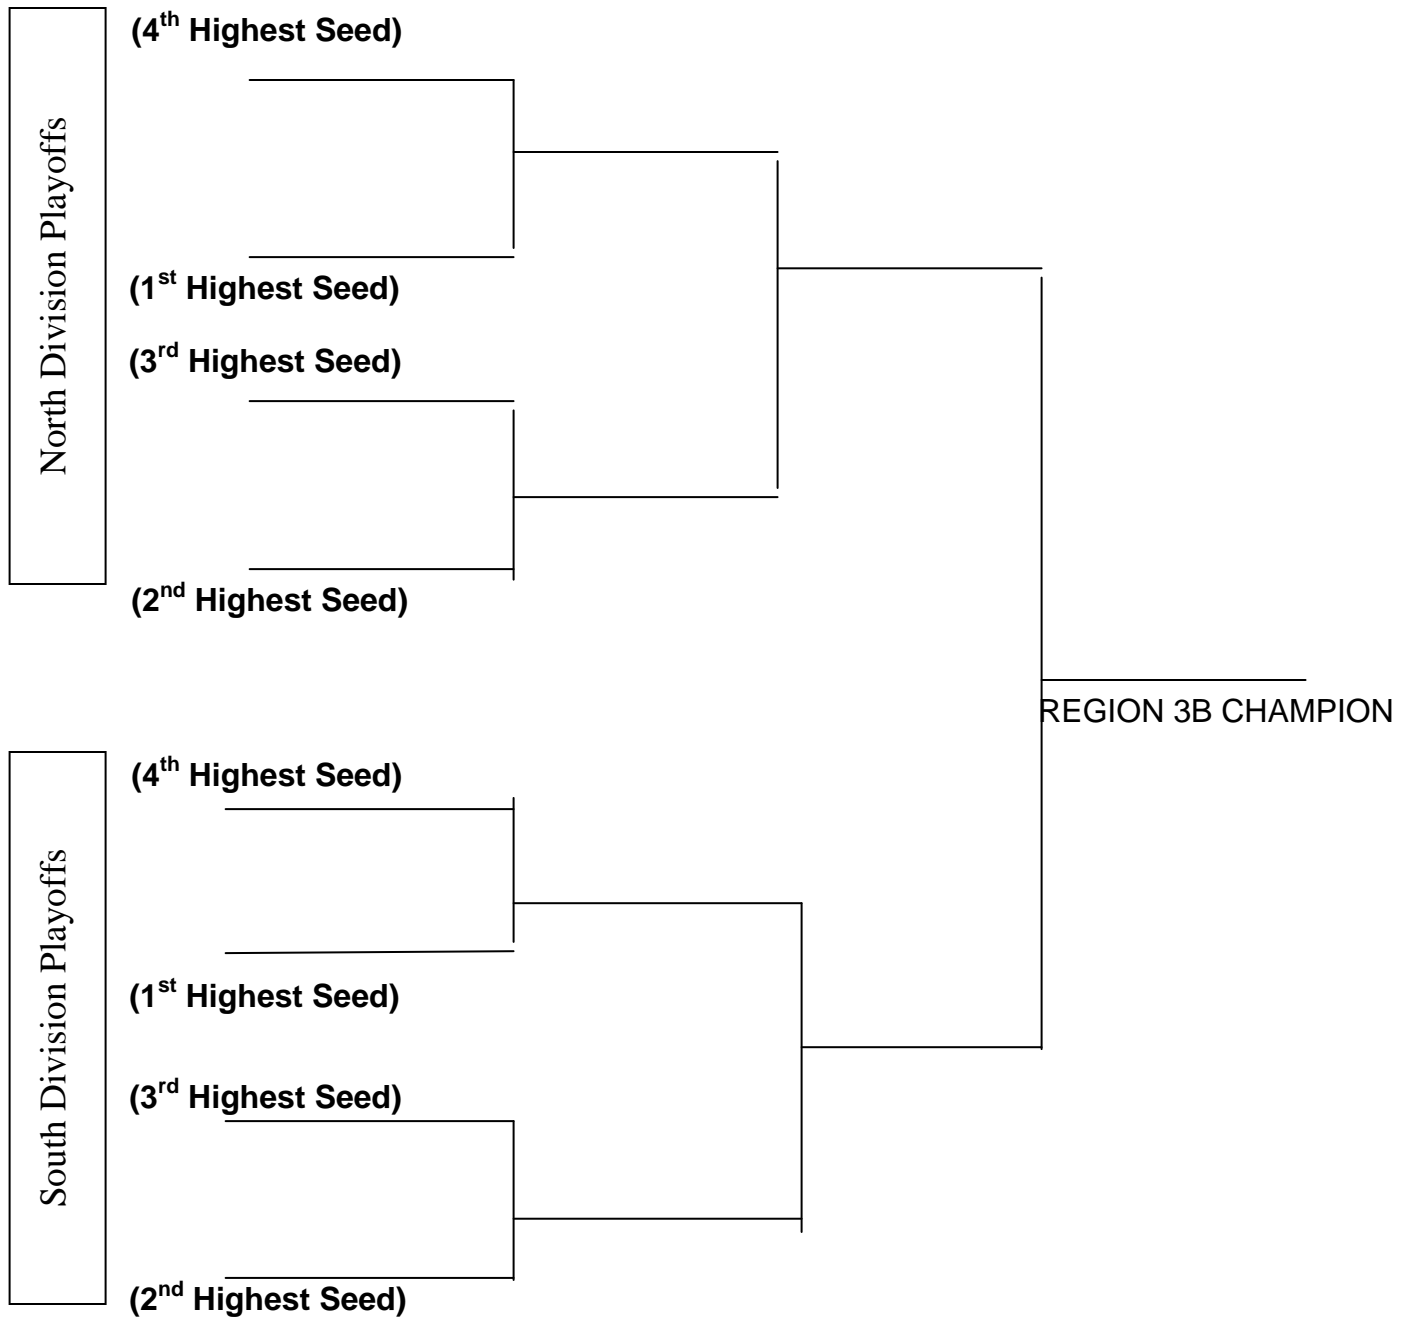 North Division Playoffs
(4th Highest Seed)
(1st Highest Seed)
(3rd Highest Seed)
(2nd Highest Seed)
REGION 3B CHAMPION
South Division Playoffs
(4th Highest Seed)
(1st Highest Seed)
(3rd Highest Seed)
(2nd Highest Seed)